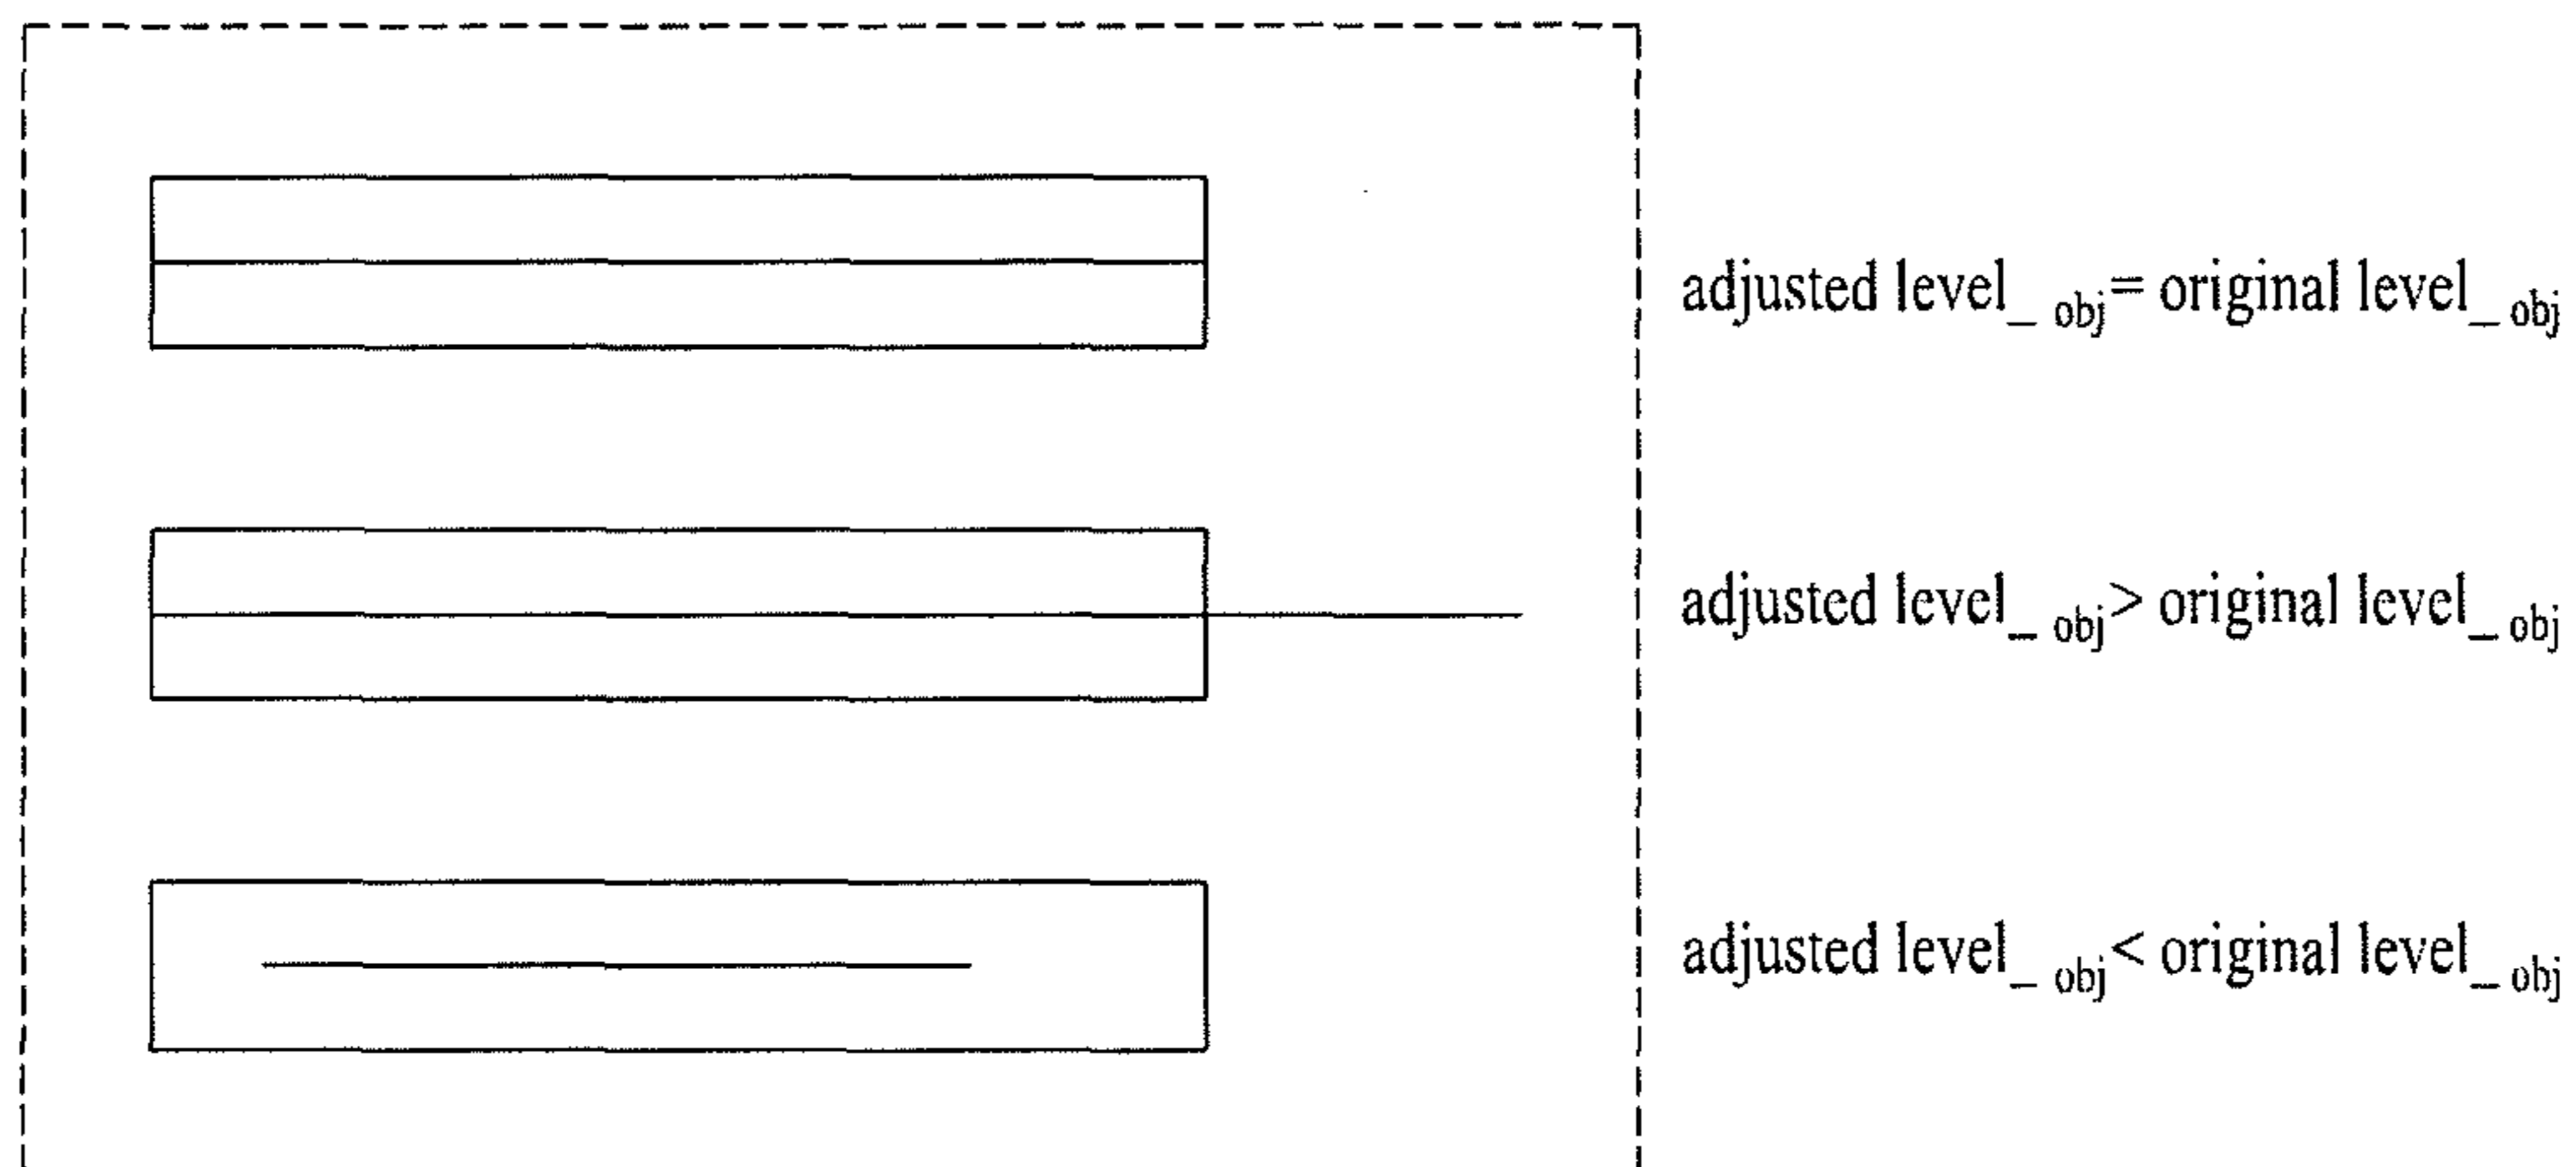 adjusted level_ obj= original level_ obj
adjusted level_ obj> original level_ obj
adjusted level_ obj< original level_ obj